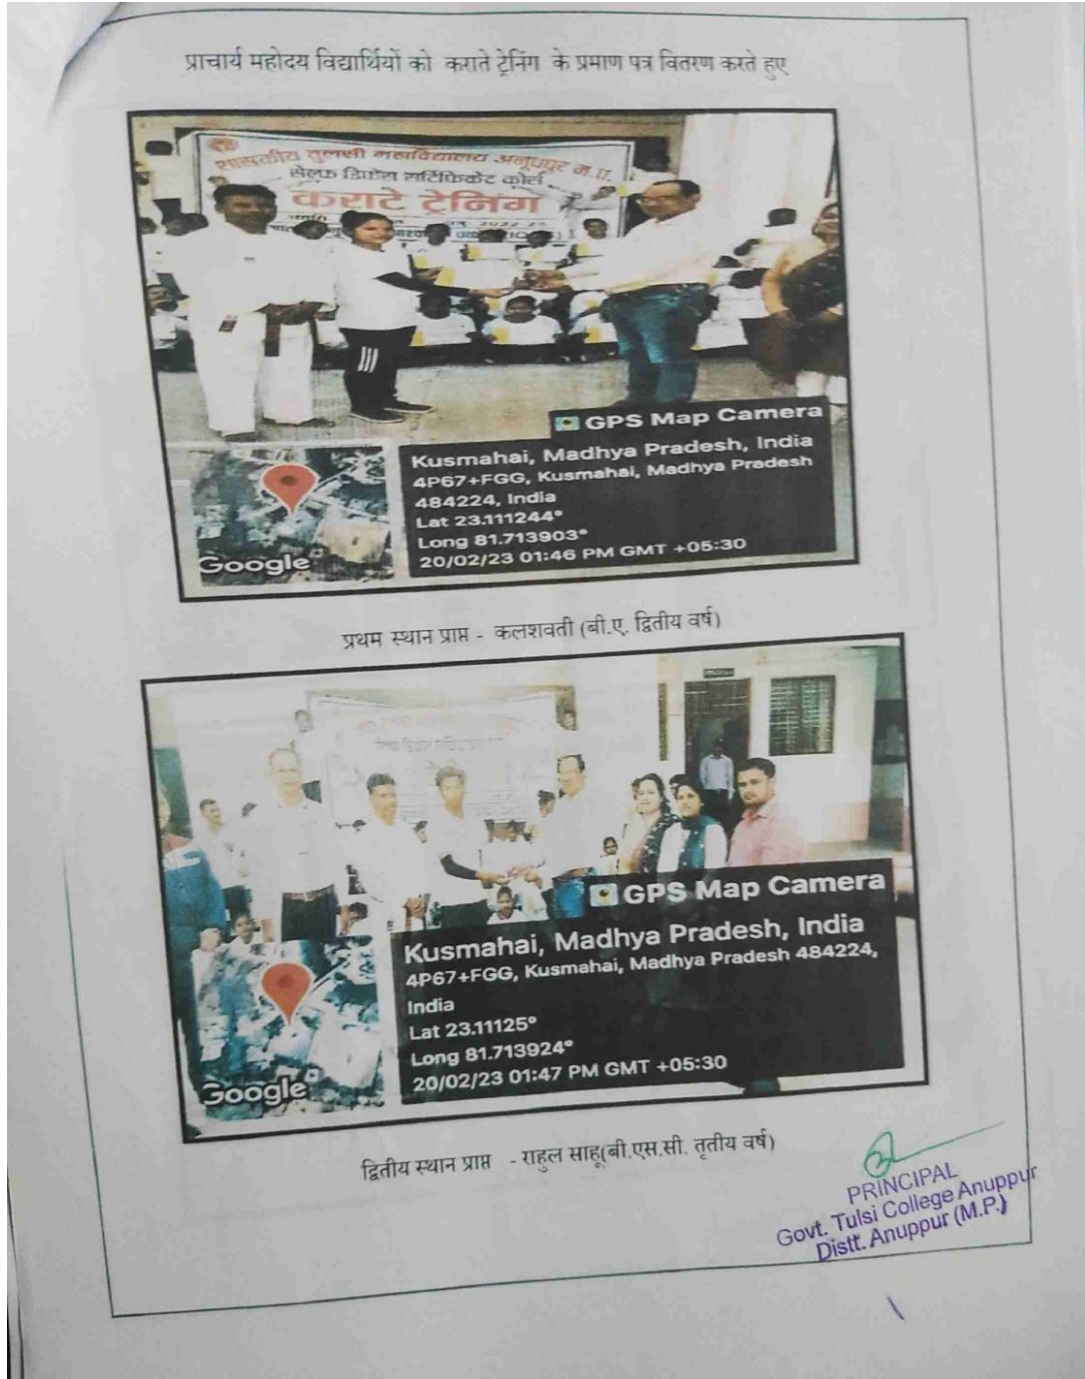 प्राचार्य महोदय विद्यार्थियों को कराते ट्रेनिंग के प्रमाण पत्र वितरण करते हुए
शासकीय तुलसी महाविद्यालय अनूपपुर म.प्र.
सेल्फ डिफेंस सर्टिफिकेट कोर्स
कराटे ट्रेनिंग
2022-23
GPS Map Camera
Kusmahai, Madhya Pradesh, India
4P67+FGG, Kusmahai, Madhya Pradesh
484224, India
Lat 23.111244°
Long 81.713903°
20/02/23 01:46 PM GMT +05:30
Google
प्रथम स्थान प्राप्त - कलशवती (बी.ए. द्वितीय वर्ष)
GPS Map Camera
Kusmahai, Madhya Pradesh, India
4P67+FGG, Kusmahai, Madhya Pradesh 484224,
India
Lat 23.11125°
Long 81.713924°
20/02/23 01:47 PM GMT +05:30
Google
द्वितीय स्थान प्राप्त - राहुल साहू(बी.एस.सी. तृतीय वर्ष)
PRINCIPAL
Govt. Tulsi College Anuppur
Distt. Anuppur (M.P.)